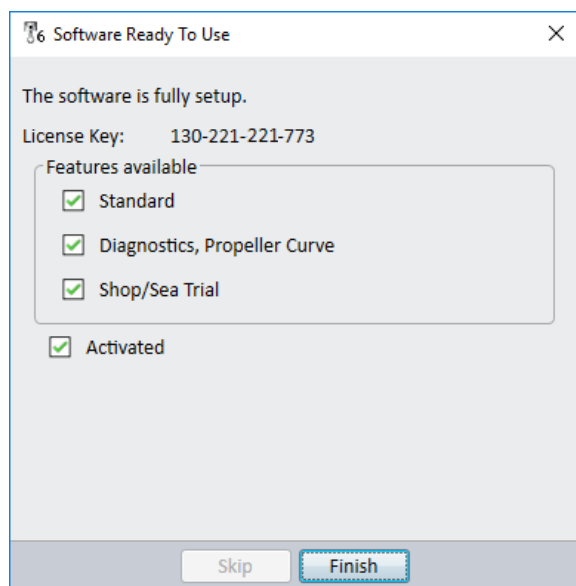 6 Software Ready To Use
The software is fully setup.
License Key: 130-221-221-773
Features available
Standard
Diagnostics, Propeller Curve
Shop/Sea Trial
Activated
Skip
Finish